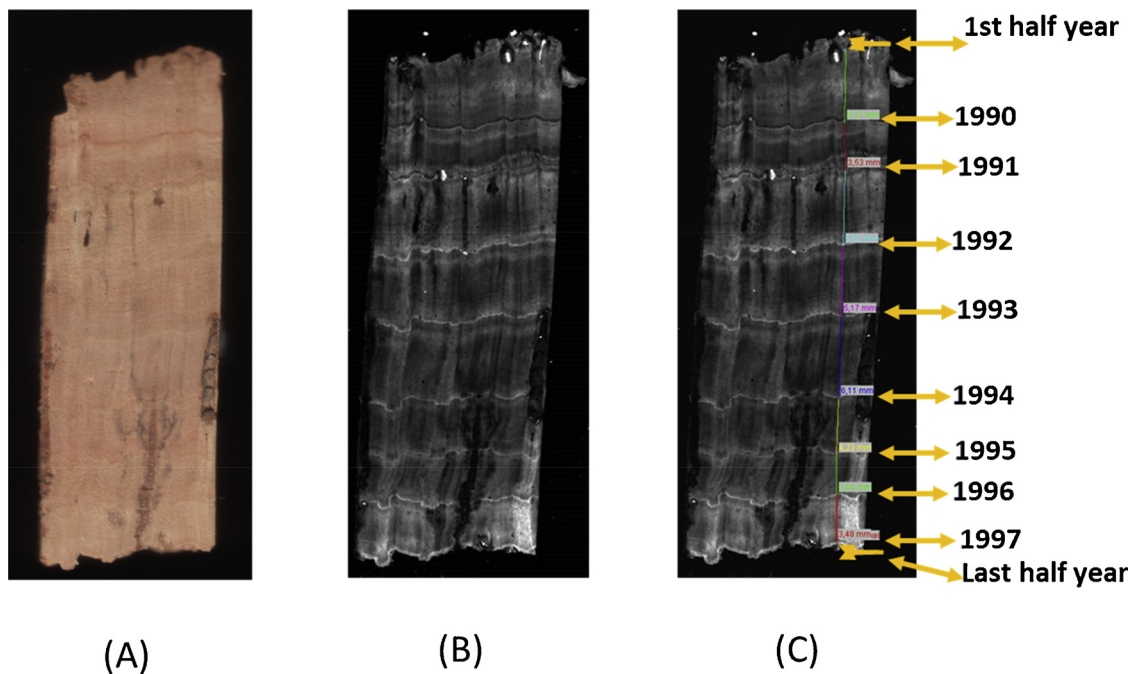 1st half year
1990
1991
3,53 mm
1992
1993
5,17 mm
1994
6,11 mm
1995
1996
1997
3,48 mm
Last half year
(A)
(B)
(C)